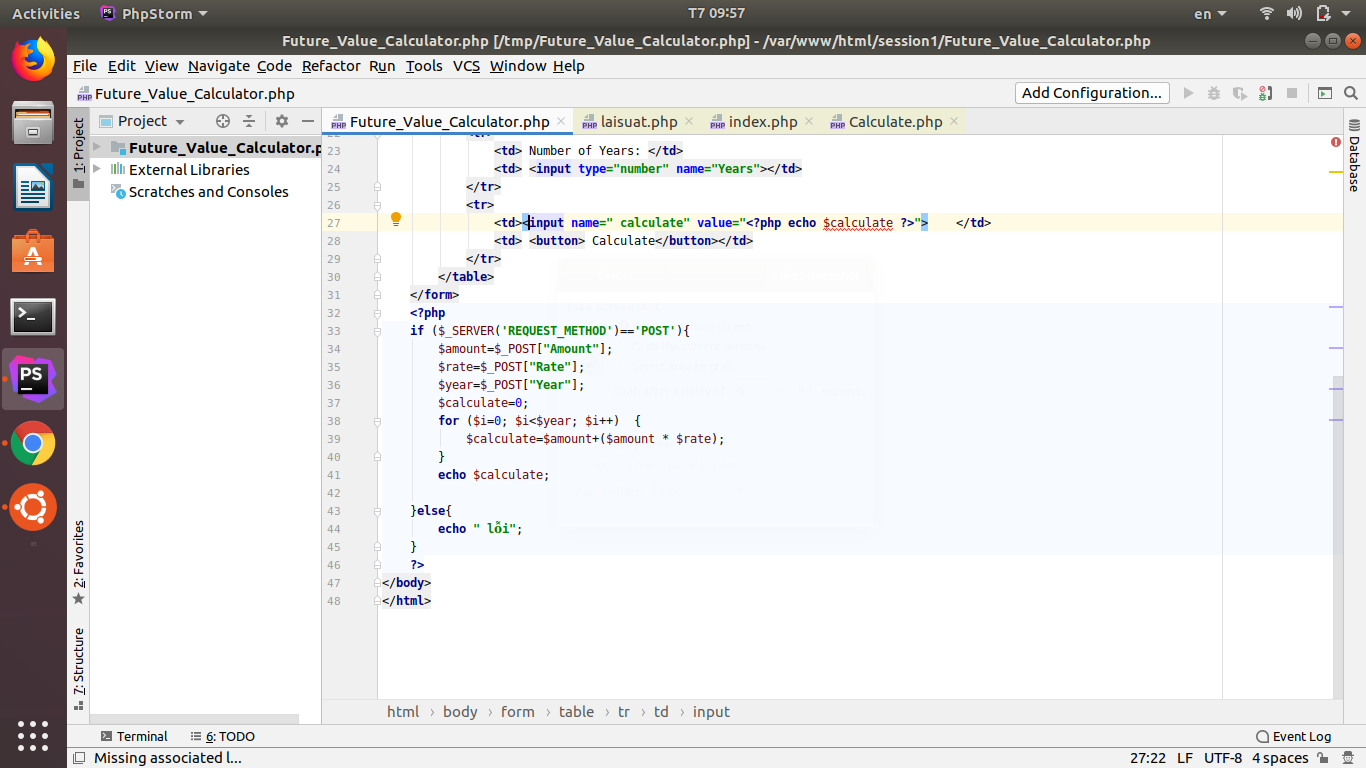 Activities PhpStorm T7 09:57 en
Future_Value_Calculator.php [/tmp/Future_Value_Calculator.php] - /var/www/html/session1/Future_Value_Calculator.php
File Edit View Navigate Code Refactor Run Tools VCS Window Help
Future_Value_Calculator.php Add Configuration...
Project
Future_Value_Calculator.php laisuat.php index.php Calculate.php
Future_Value_Calculator.p
External Libraries
Scratches and Consoles
1: Project
2: Favorites
7: Structure
Database
23 <td> Number of Years: </td>
24 <td> <input type="number" name="Years"></td>
25 </tr>
26 <tr>
27 <td><input name=" calculate" value="<?php echo $calculate ?>"> </td>
28 <td> <button> Calculate</button></td>
29 </tr>
30 </table>
31 </form>
32 <?php
33 if ($_SERVER('REQUEST_METHOD')=='POST'){
34 $amount=$_POST["Amount"];
35 $rate=$_POST["Rate"];
36 $year=$_POST["Year"];
37 $calculate=0;
38 for ($i=0; $i<$year; $i++) {
39 $calculate=$amount+($amount * $rate);
40 }
41 echo $calculate;
42
43 }else{
44 echo " lỗi";
45 }
46 ?>
47 </body>
48 </html>
html › body › form › table › tr › td › input
Terminal 6: TODO Event Log
Missing associated l... 27:22 LF UTF-8 4 spaces